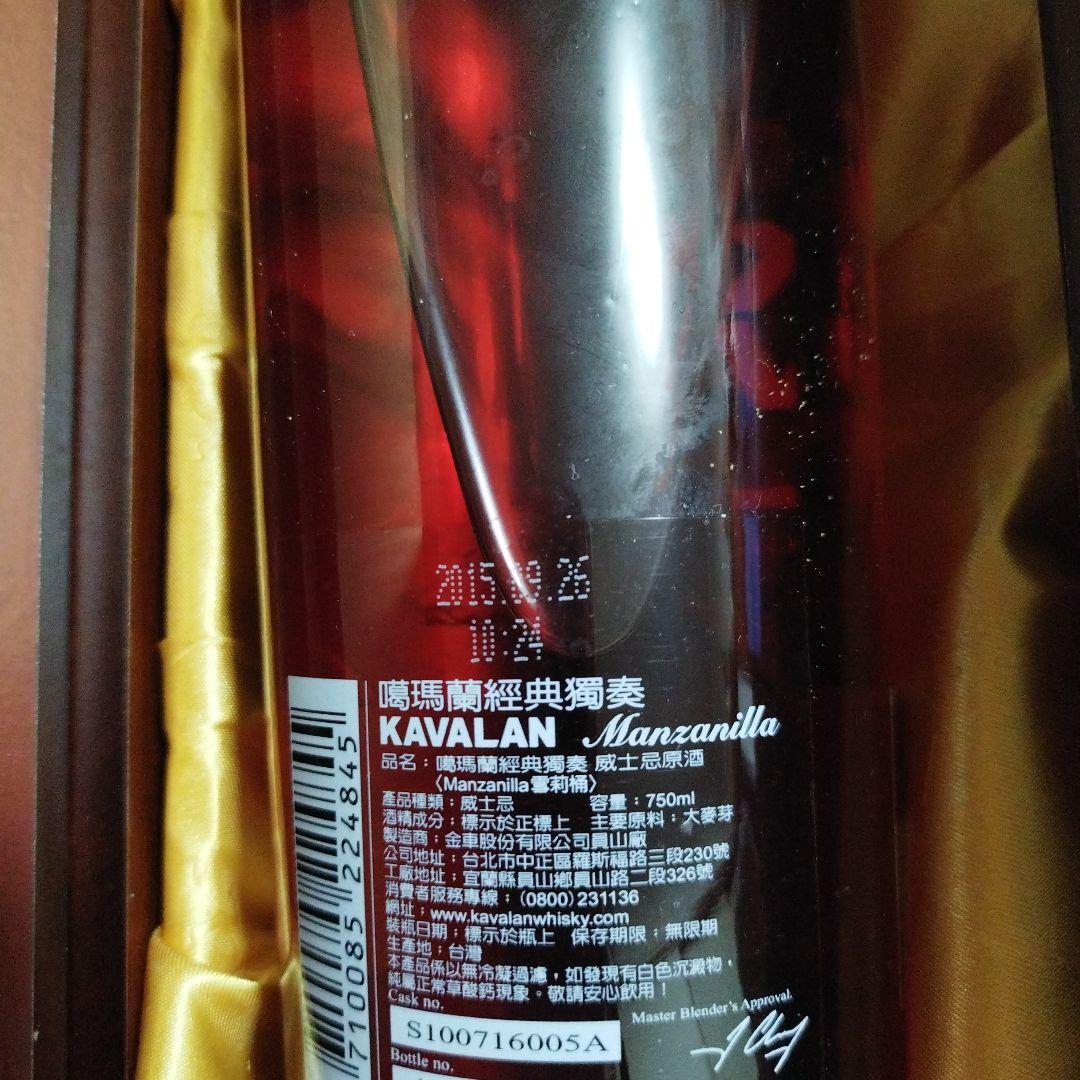 2015.09.26
10:24
噶瑪蘭經典獨奏
KAVALAN Manzanilla
品名：噶瑪蘭經典獨奏 威士忌原酒
〈Manzanilla雪莉桶〉
產品種類：威士忌 容量：750ml
酒精成分：標示於正標上 主要原料：大麥芽
製造商：金車股份有限公司員山廠
公司地址：台北市中正區羅斯福路三段230號
工廠地址：宜蘭縣員山鄉員山路二段326號
消費者服務專線：(0800)231136
網址：www.kavalanwhisky.com
裝瓶日期：標示於瓶上 保存期限：無限期
生產地：台灣
本產品係以無冷凝過濾，如發現有白色沉澱物，
純屬正常草酸鈣現象。敬請安心飲用！
Cask no.
S100716005A
Bottle no.
Master Blender's Approval.
710085 224845